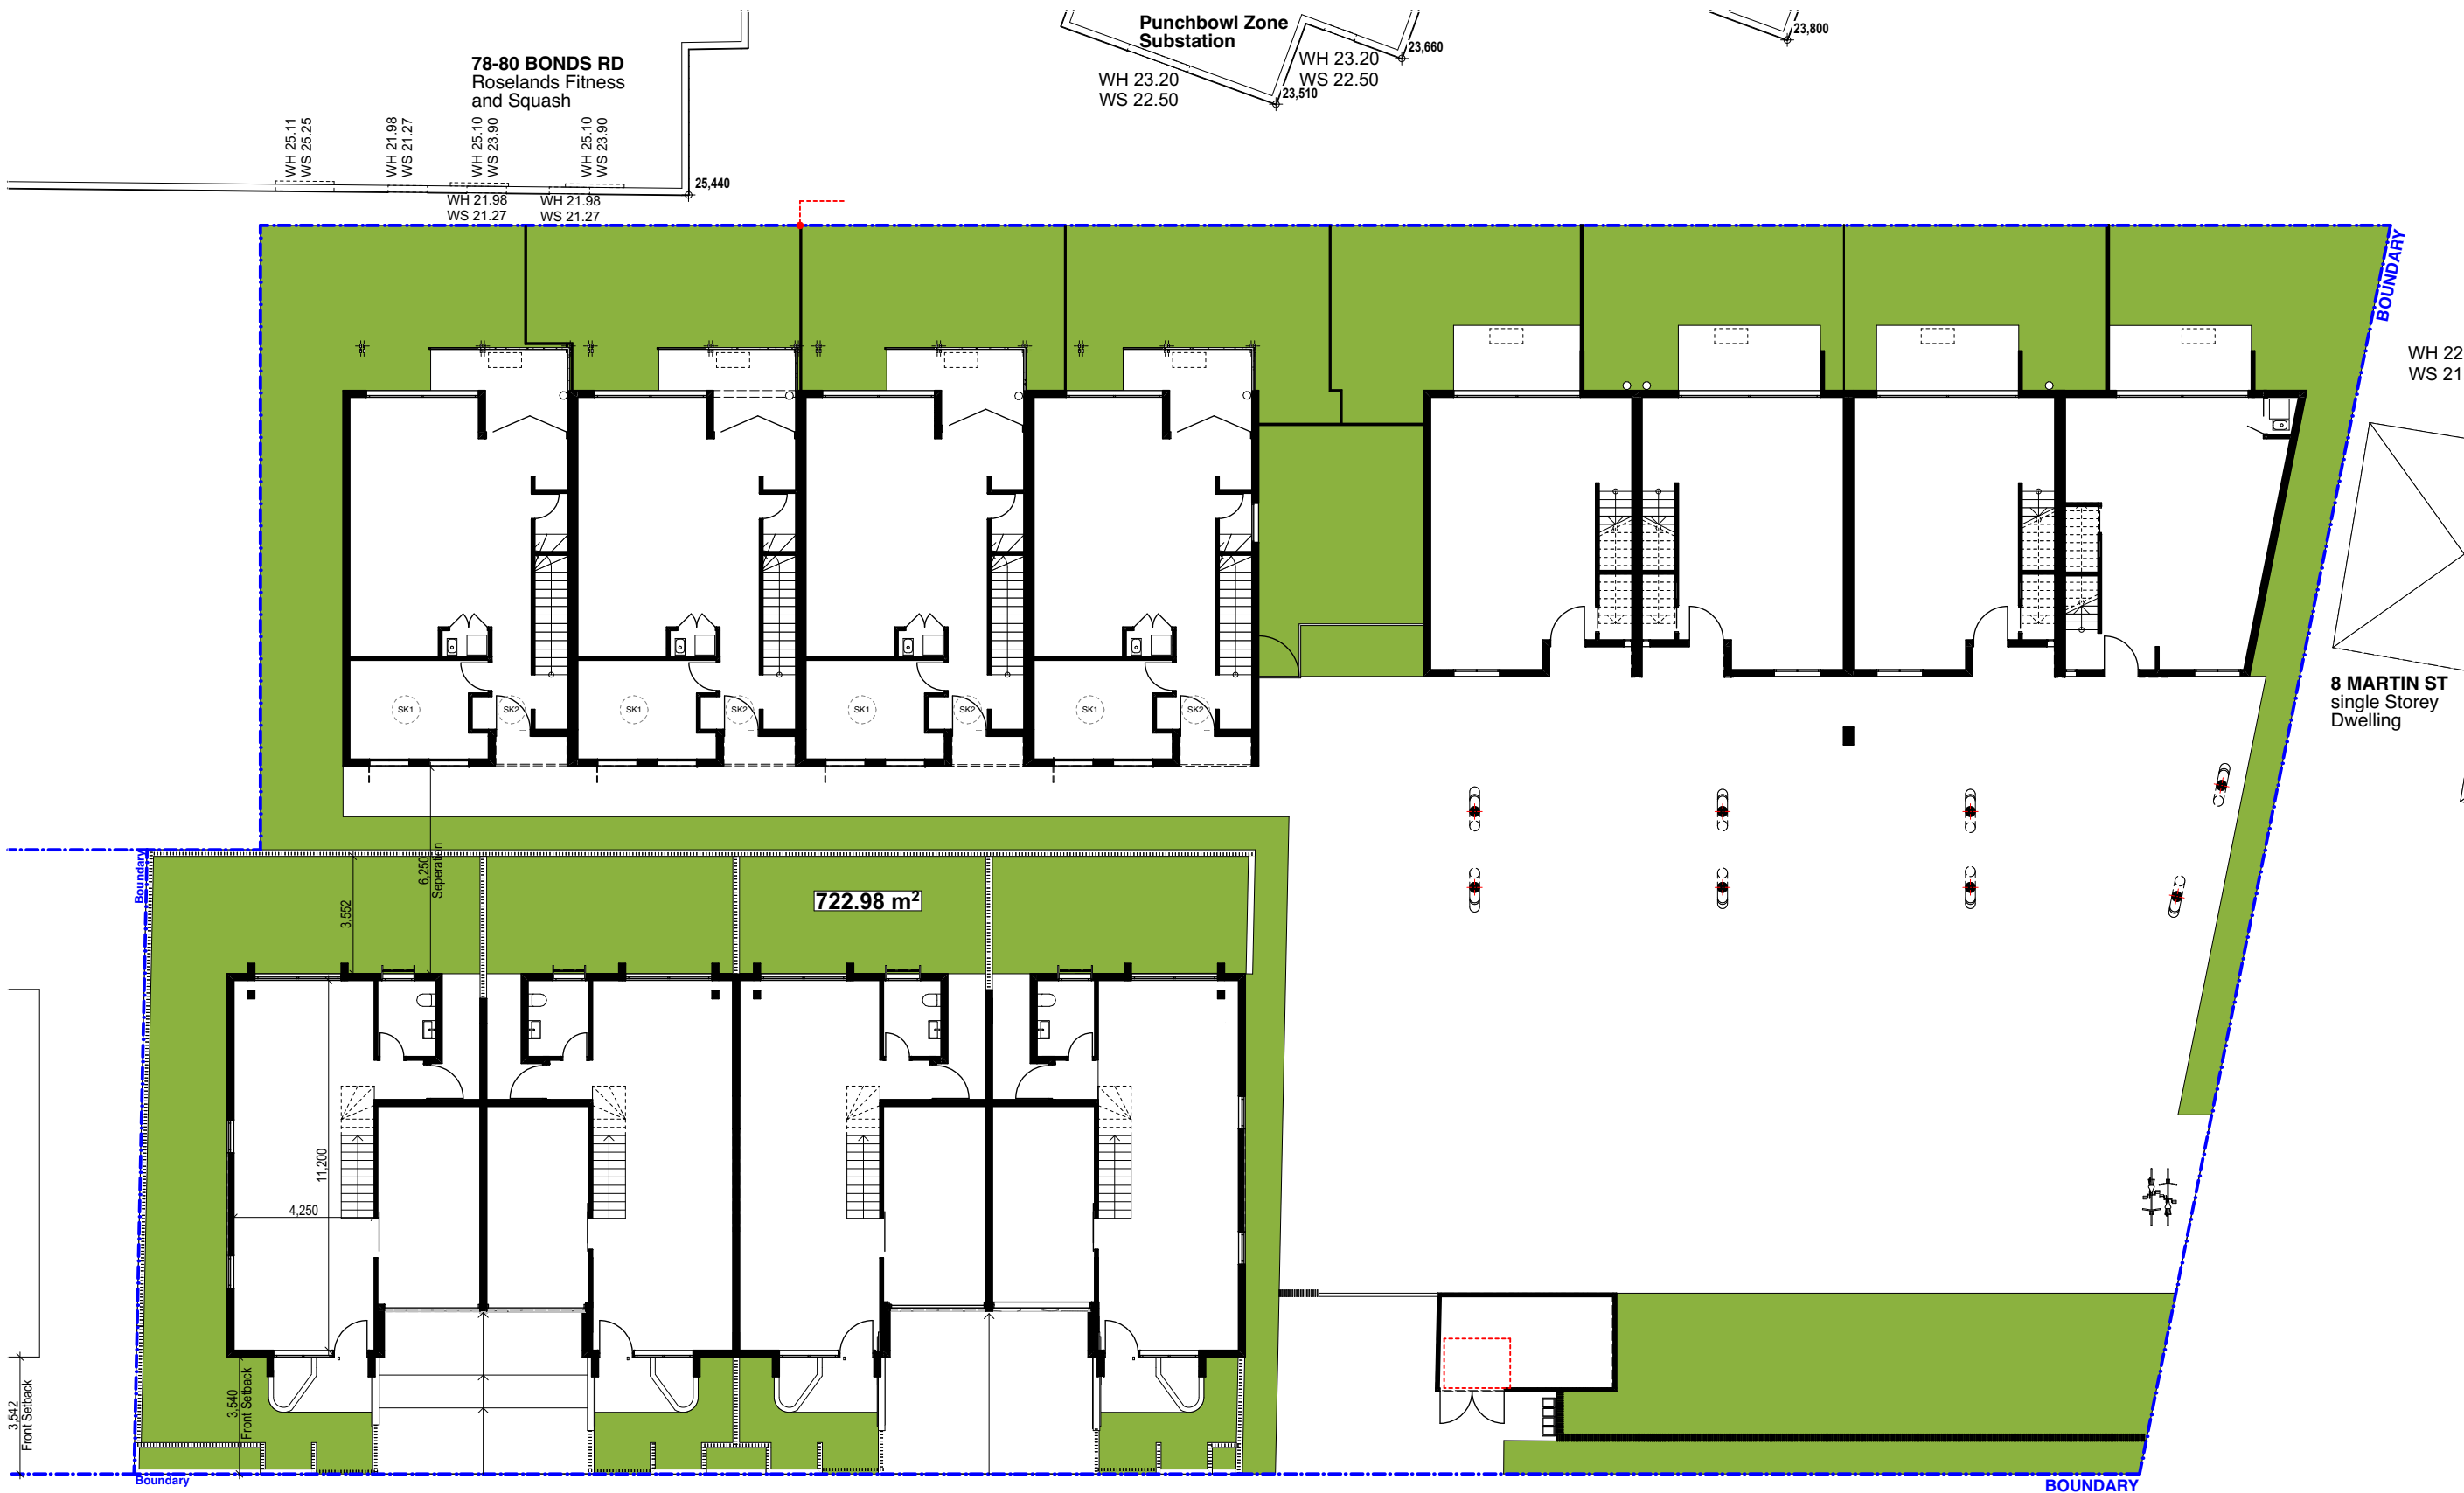 Punchbowl Zone
Substation
23,800
23,660
WH 23.20
WS 22.50
WH 23.20
WS 22.50
23,510
78-80 BONDS RD
Roselands Fitness
and Squash
WH 25.11
WS 25.25
WH 21.98
WS 21.27
WH 25.10
WS 23.90
WH 25.10
WS 23.90
25,440
WH 21.98
WS 21.27
WH 21.98
WS 21.27
BOUNDARY
WH 22
WS 21
8 MARTIN ST
single Storey
Dwelling
SK1
SK2
SK1
SK2
SK1
SK2
SK1
SK2
Boundary
6,250
Seperation
3,552
722.98 m²
11,200
4,250
3,542
Front Setback
3,540
Front Setback
Boundary
BOUNDARY